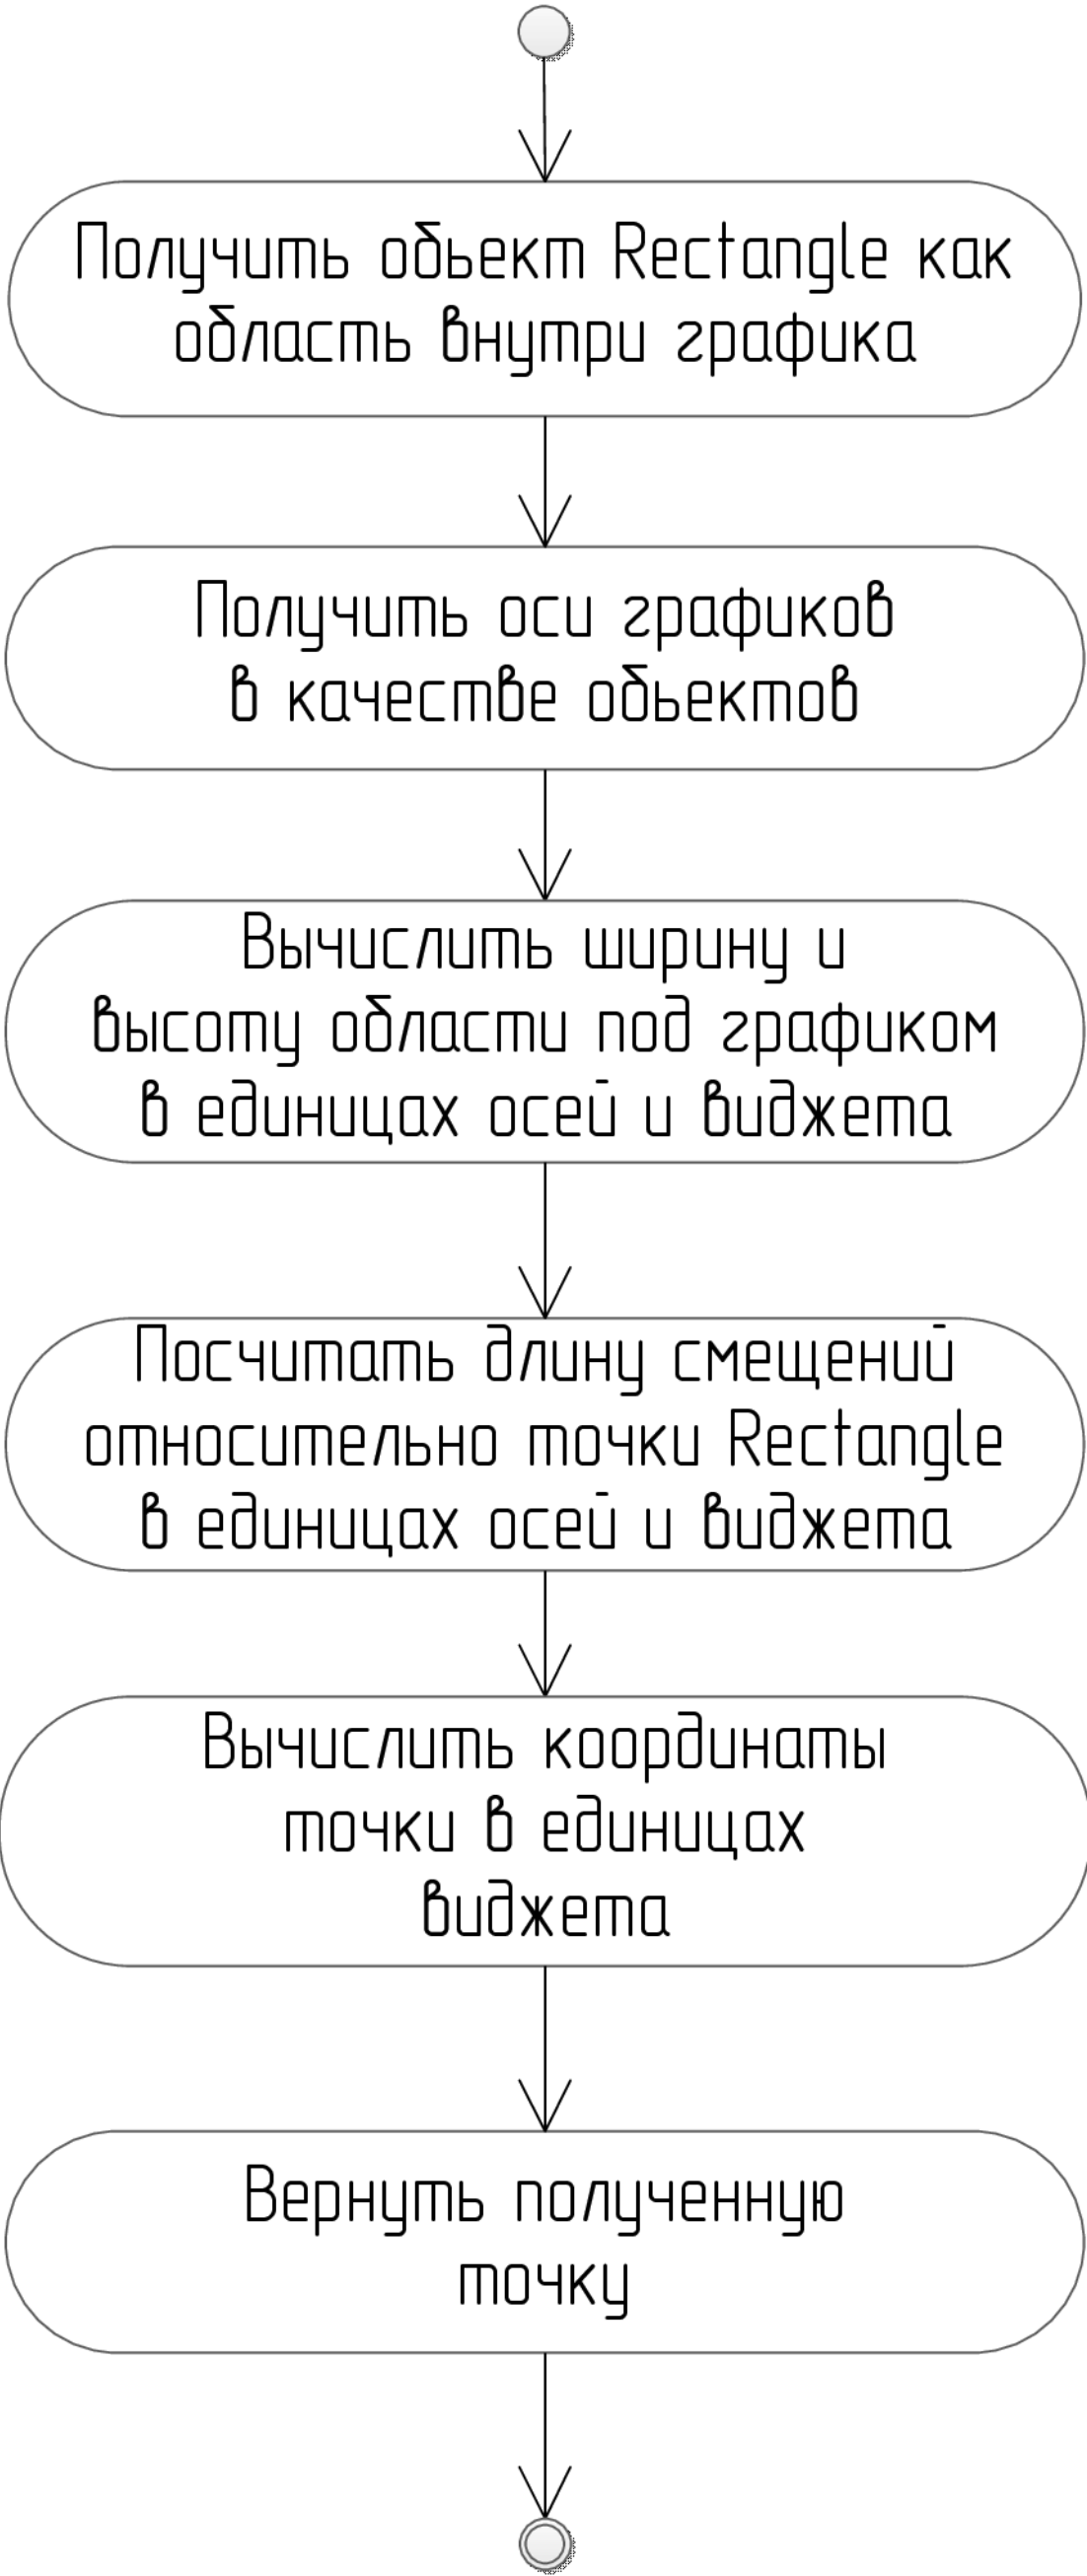 Получить обьект Rectangle как
область внутри графика
Получить оси графиков
в качестве обьектов
Вычислить ширину и
высоту области под графиком
в единицах осей и виджета
Посчитать длину смещений
относительно точки Rectangle
в единицах осей и виджета
Вычислить координаты
точки в единицах
виджета
Вернуть полученную
точку